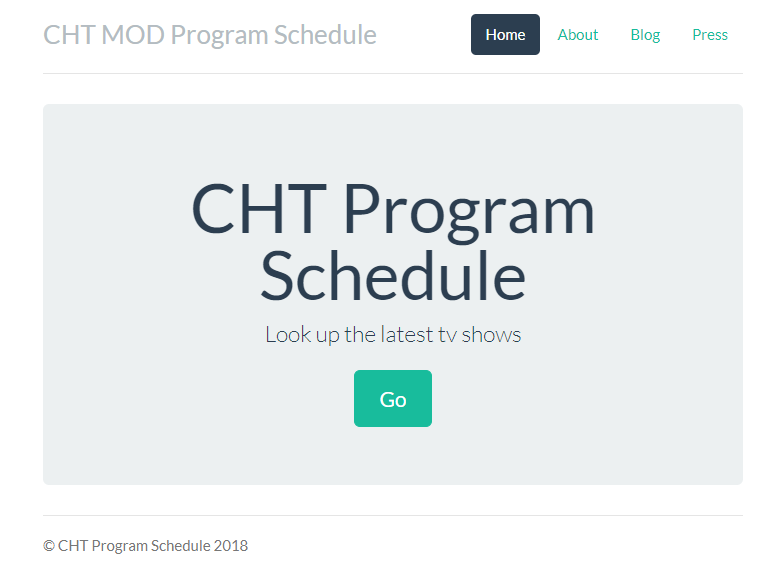 CHT MOD Program Schedule
Home About Blog Press
CHT Program
Schedule
Look up the latest tv shows
Go
© CHT Program Schedule 2018